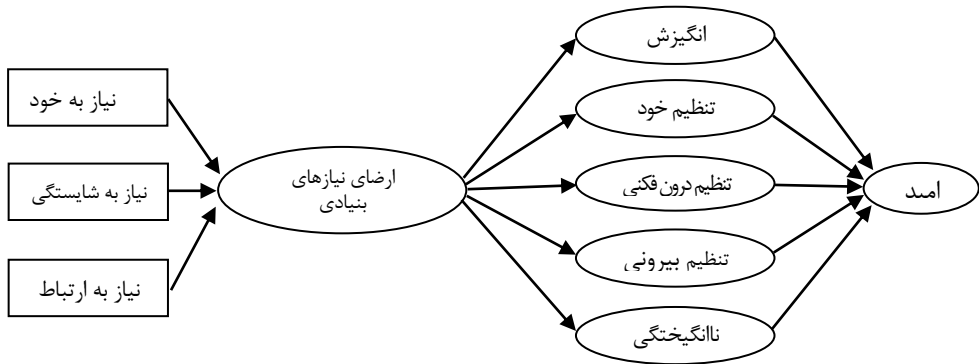 انگیزش
نیاز به خود
تنظیم خود
نیاز به شایستگی
ارضای نیازهای
بنیادی
تنظیم درون فکنی
امید
تنظیم بیرونی
نیاز به ارتباط
ناانگیختگی